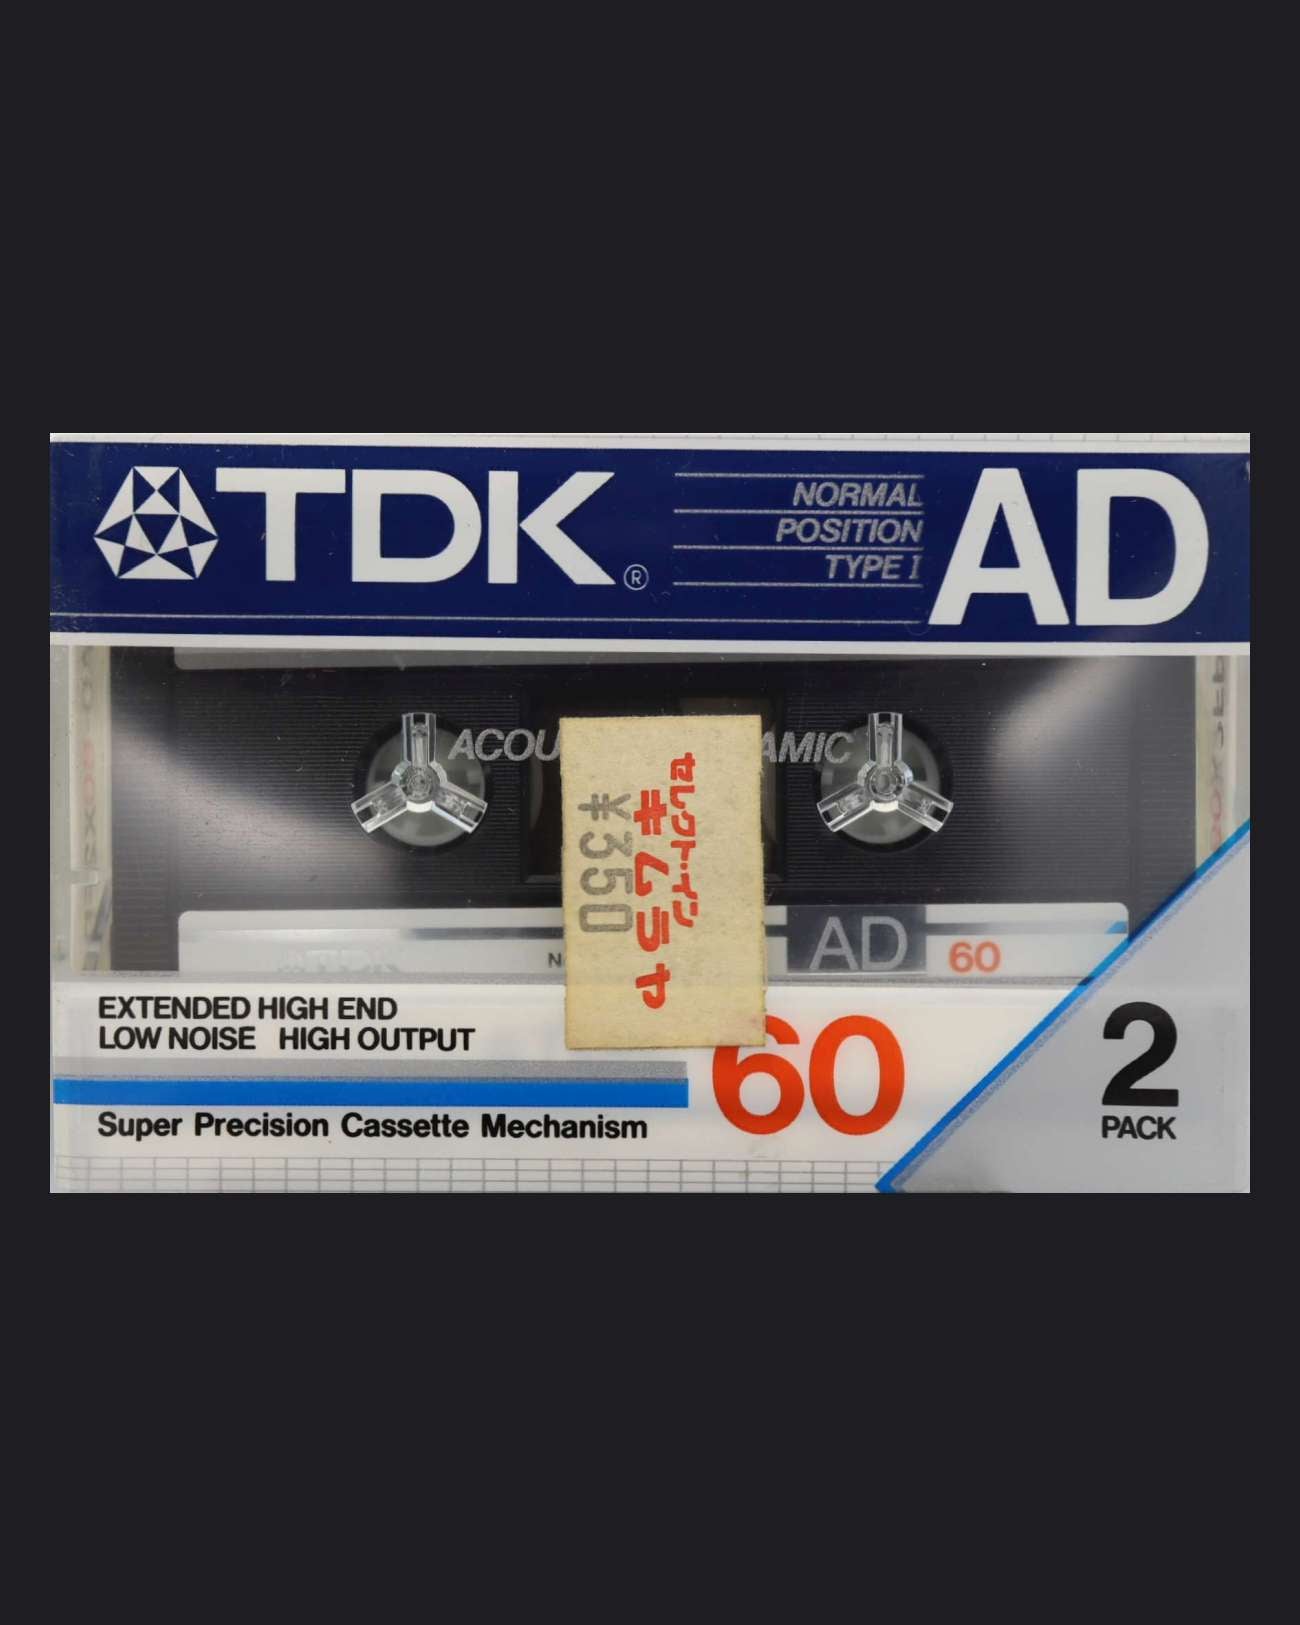 TDK®
NORMAL
POSITION
TYPE I
AD
ACOU
AMIC
セレクトイン
キムラヤ
¥350
AD
60
EXTENDED HIGH END
LOW NOISE HIGH OUTPUT
60
Super Precision Cassette Mechanism
2
PACK